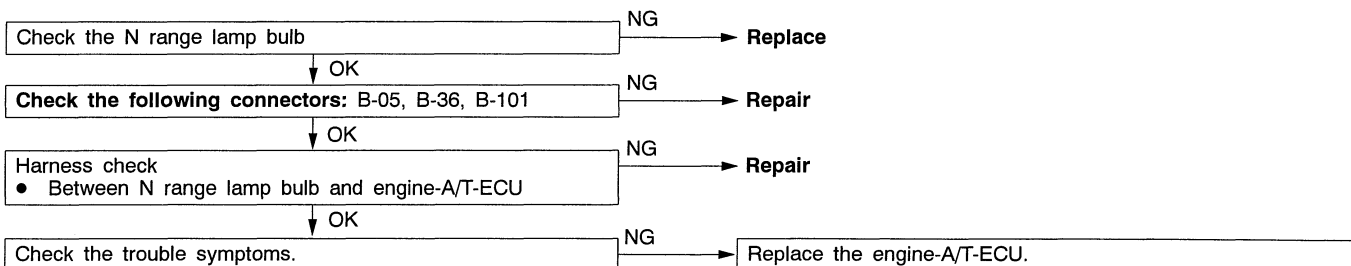 Check the N range lamp bulb
NG
Replace
OK
Check the following connectors: B-05, B-36, B-101
NG
Repair
OK
Harness check
● Between N range lamp bulb and engine-A/T-ECU
NG
Repair
OK
Check the trouble symptoms.
NG
Replace the engine-A/T-ECU.